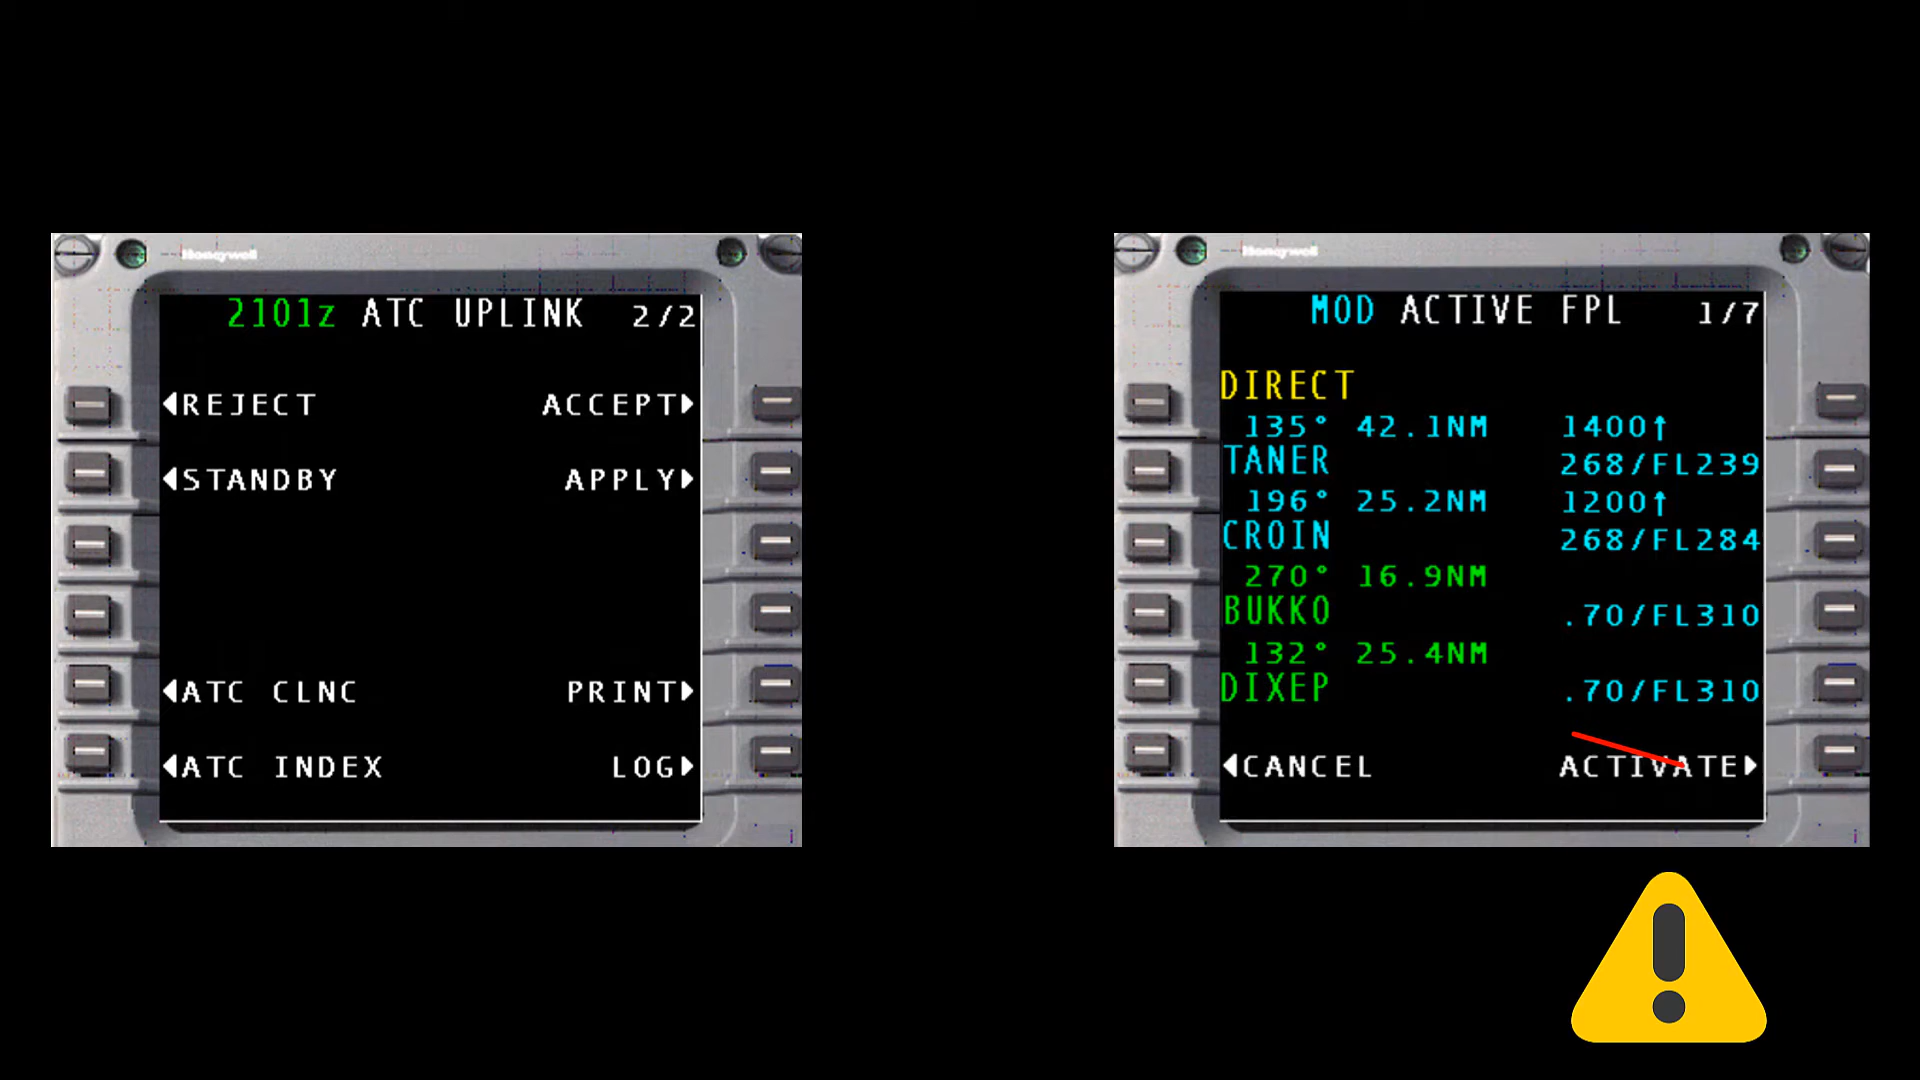 Honeywell
2101z ATC UPLINK 2/2
REJECT ACCEPT
STANDBY APPLY
ATC CLNC PRINT
ATC INDEX LOG
Honeywell
MOD ACTIVE FPL 1/7
DIRECT
135° 42.1NM 1400↑
TANER 268/FL239
196° 25.2NM 1200↑
CROIN 268/FL284
270° 16.9NM
BUKKO .70/FL310
132° 25.4NM
DIXEP .70/FL310
CANCEL ACTIVATE